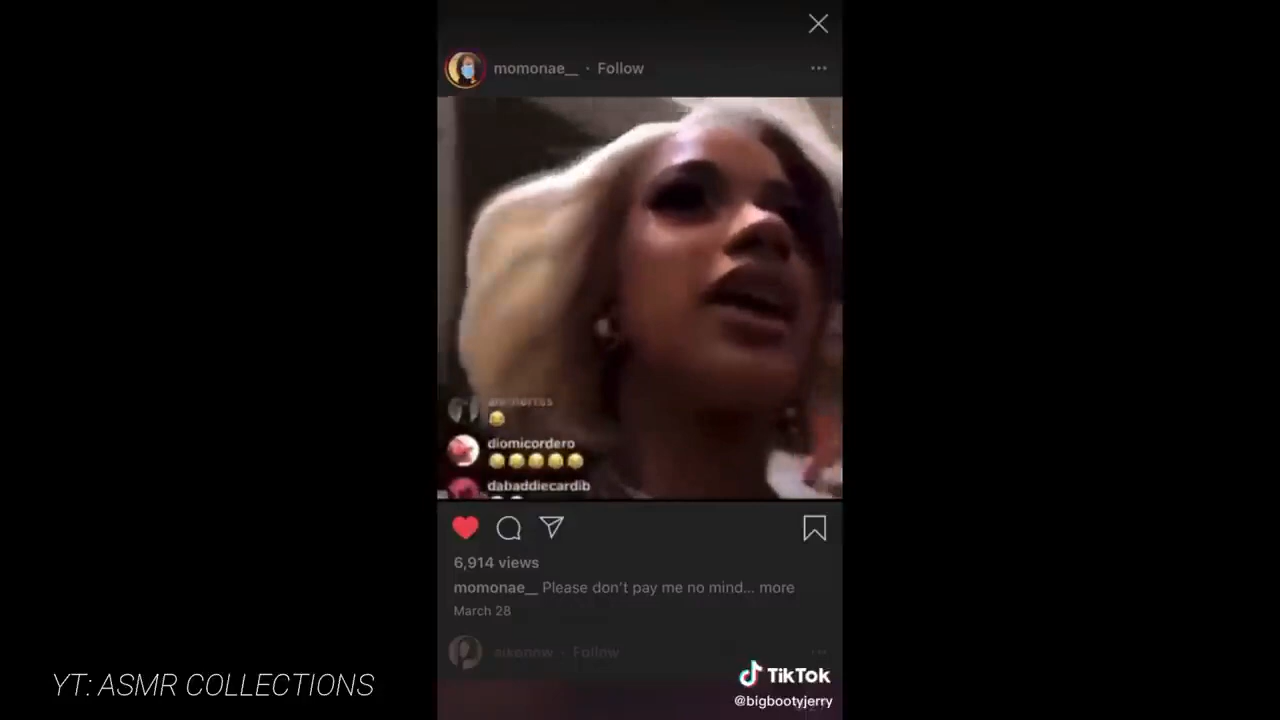 momonae__ · Follow
diomicordero
dabaddiecardib
6,914 views
momonae__ Please don't pay me no mind... more
March 28
Follow
TikTok
@bigbootyjerry
YT: ASMR COLLECTIONS